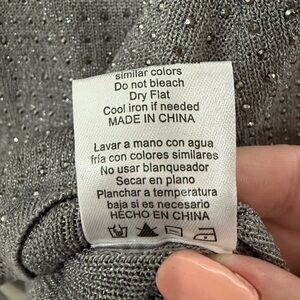 similar colors
Do not bleach
Dry Flat
Cool iron if needed
MADE IN CHINA
Lavar a mano con agua
fría con colores similares
No usar blanqueador
Secar en plano
Planchar a temperatura
baja si es necesario
HECHO EN CHINA